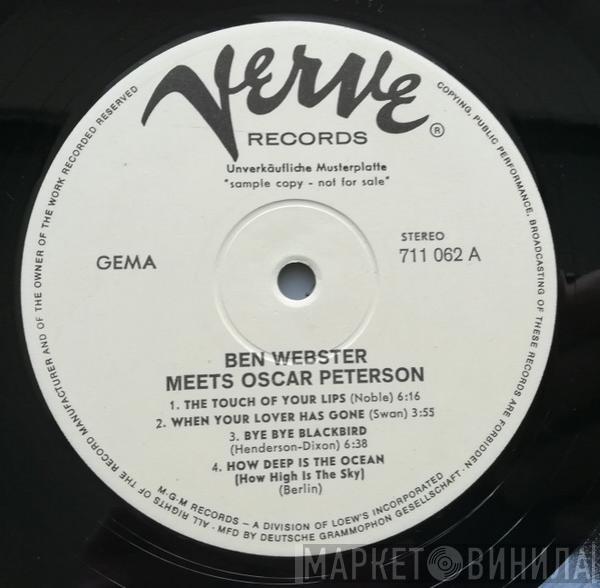 Verve®
RECORDS
Unverkäufliche Musterplatte
"sample copy - not for sale"
GEMA
STEREO
711 062 A
BEN WEBSTER
MEETS OSCAR PETERSON
1. THE TOUCH OF YOUR LIPS (Noble) 6:16
2. WHEN YOUR LOVER HAS GONE (Swan) 3:55
3. BYE BYE BLACKBIRD
(Henderson-Dixon) 6:38
4. HOW DEEP IS THE OCEAN
(How High Is The Sky)
(Berlin)
M-G-M RECORDS – A DIVISION OF LOEW'S INCORPORATED
· ALL RIGHTS OF THE RECORD MANUFACTURER AND OF THE OWNER OF THE WORK RECORDED RESERVED
COPYING, PUBLIC PERFORMANCE, BROADCASTING OF THESE RECORDS ARE FORBIDDEN
· MFD BY DEUTSCHE GRAMMOPHON GESELLSCHAFT ·
МАРКЕТ ВИНИЛА